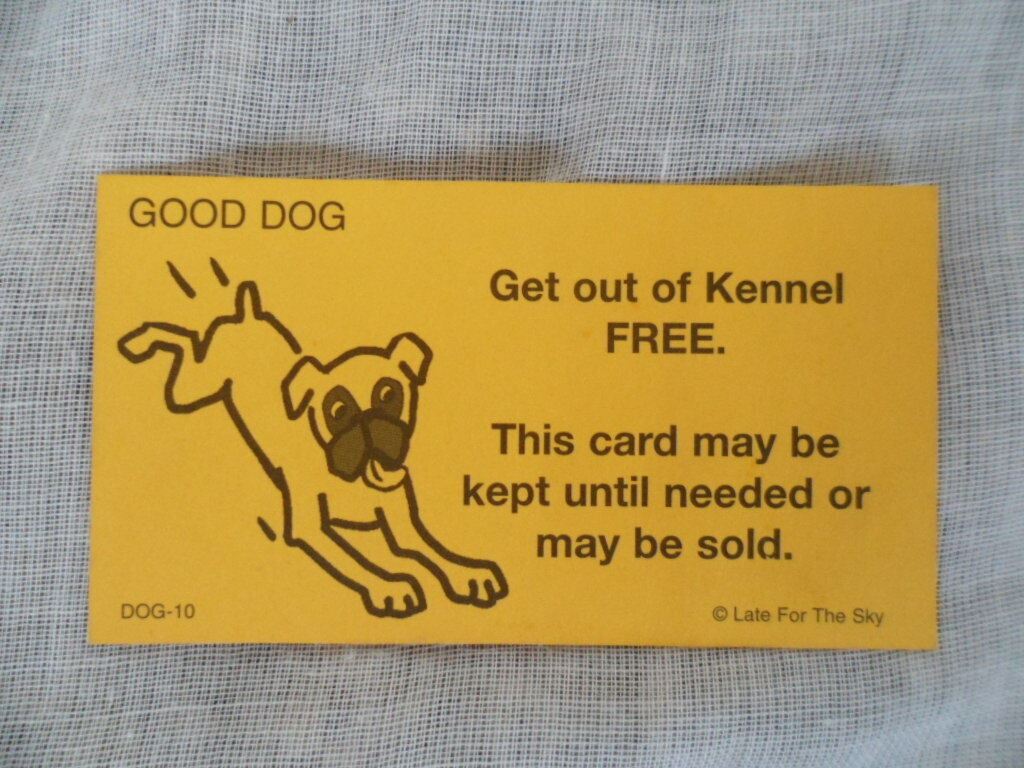 GOOD DOG
Get out of Kennel
FREE.
This card may be
kept until needed or
may be sold.
DOG-10
© Late For The Sky